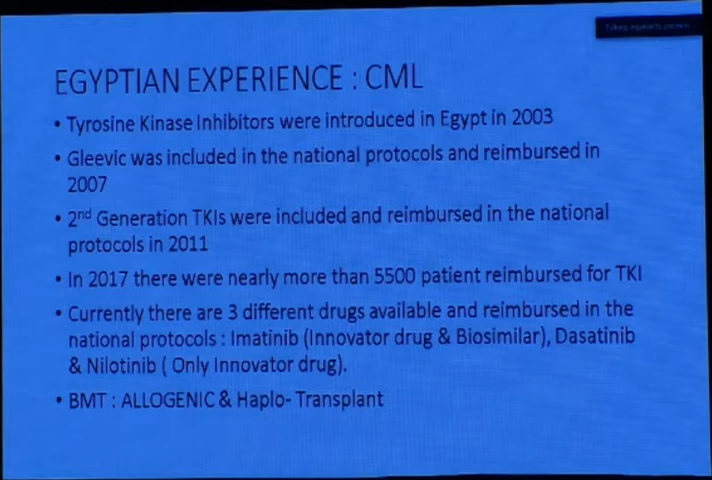 EGYPTIAN EXPERIENCE : CML
• Tyrosine Kinase Inhibitors were introduced in Egypt in 2003
• Gleevic was included in the national protocols and reimbursed in
2007
• 2nd Generation TKIs were included and reimbursed in the national
protocols in 2011
• In 2017 there were nearly more than 5500 patient reimbursed for TKI
• Currently there are 3 different drugs available and reimbursed in the
national protocols : Imatinib (Innovator drug & Biosimilar), Dasatinib
& Nilotinib ( Only Innovator drug).
• BMT : ALLOGENIC & Haplo- Transplant